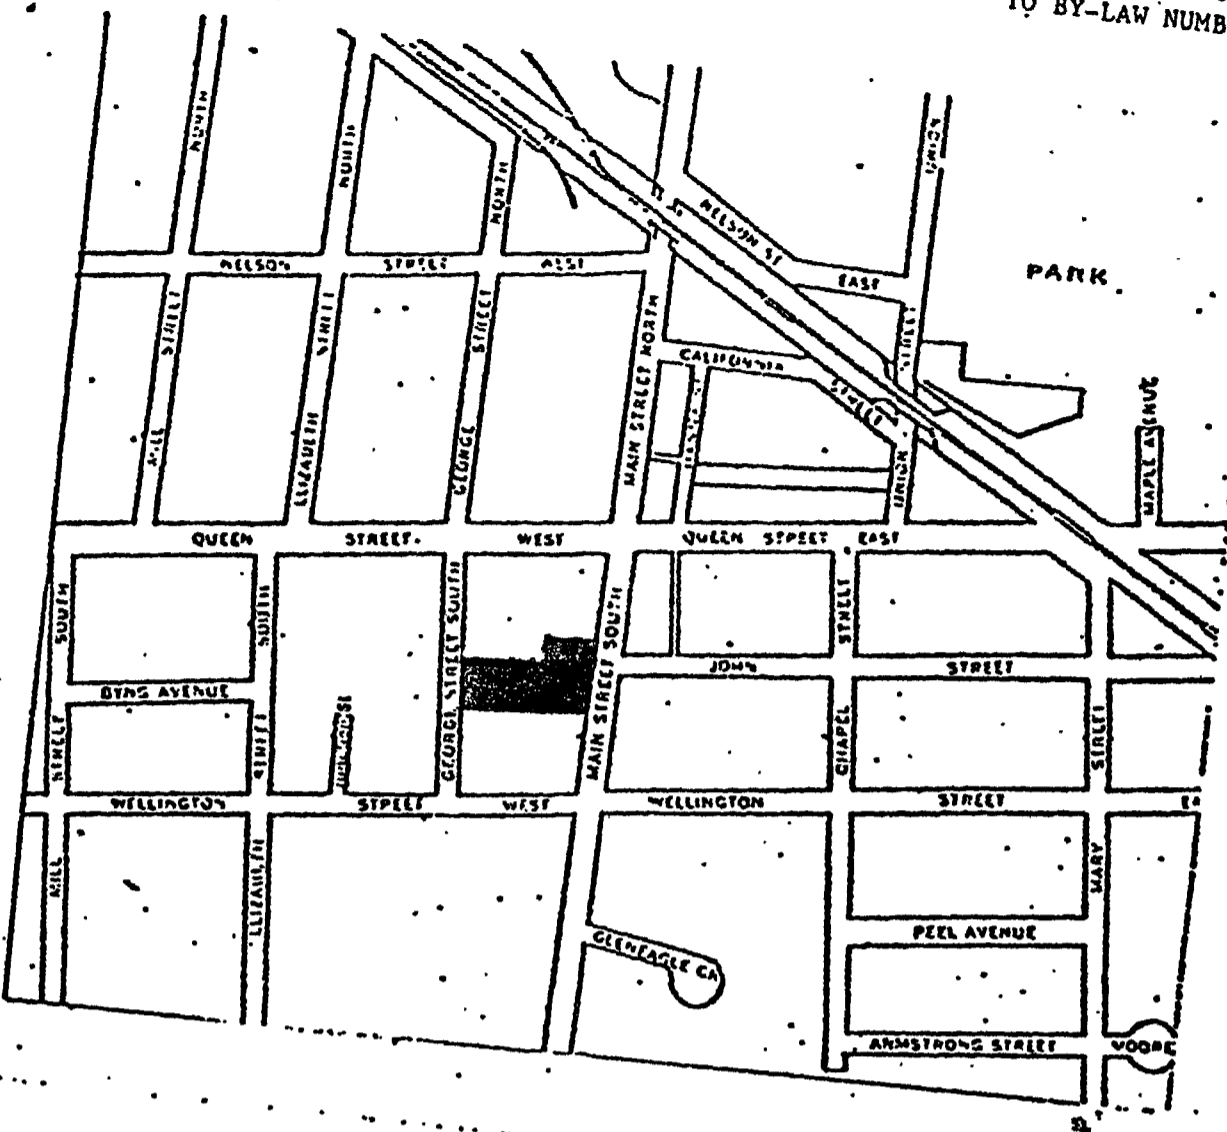 TO BY-LAW NUMB
NORTH
NORTH
NORTH
UNION
NELSON ST
EAST
PARK
NELSON STREET WEST
STREET
STREET
STREET
STREET
MAIN STREET NORTH
CALIFORNIA
STREET
MILL
ELIZABETH
GEORGE
UNION
MAPLE AVENUE
QUEEN STREET WEST QUEEN STREET EAST
SOUTH
SOUTH
GEORGE STREET SOUTH
MAIN STREET SOUTH
STREET
JOHN STREET
BYNG AVENUE
STREET
STREET
CHAPEL
STREET
WELLINGTON STREET WEST WELLINGTON STREET EA
MILL
ELIZABETH
MARY
PEEL AVENUE
GLENEAGLE CR
ARMSTRONG STREET MOORE